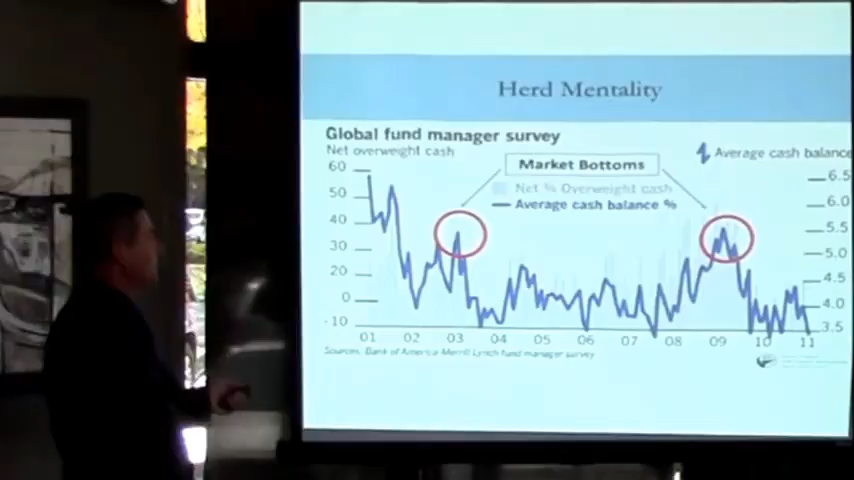 Herd Mentality
Global fund manager survey
Net overweight cash
Average cash balance
Market Bottoms
Net % Overweight cash
Average cash balance %
60
50
40
30
20
0
-10
6.5
6.0
5.5
5.0
4.5
4.0
3.5
01 02 03 04 05 06 07 08 09 10 11
Sources, Bank of America Merrill Lynch fund manager survey